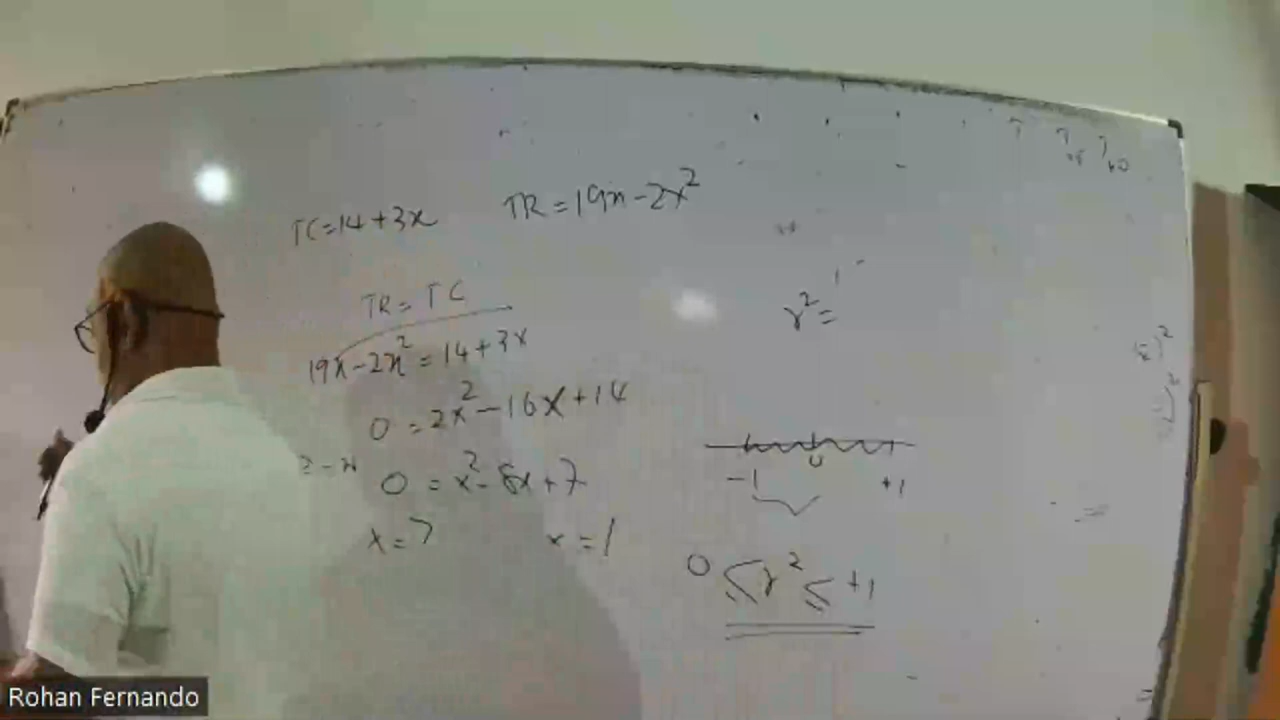 TC=14+3x TR=19x-2x²
TR= TC
19x-2x²=14+3x
0=2x²-16x+14
0=x²-8x+7
x=7 x=1
r²=
-1 0 +1
0≤r²≤+1
Rohan Fernando